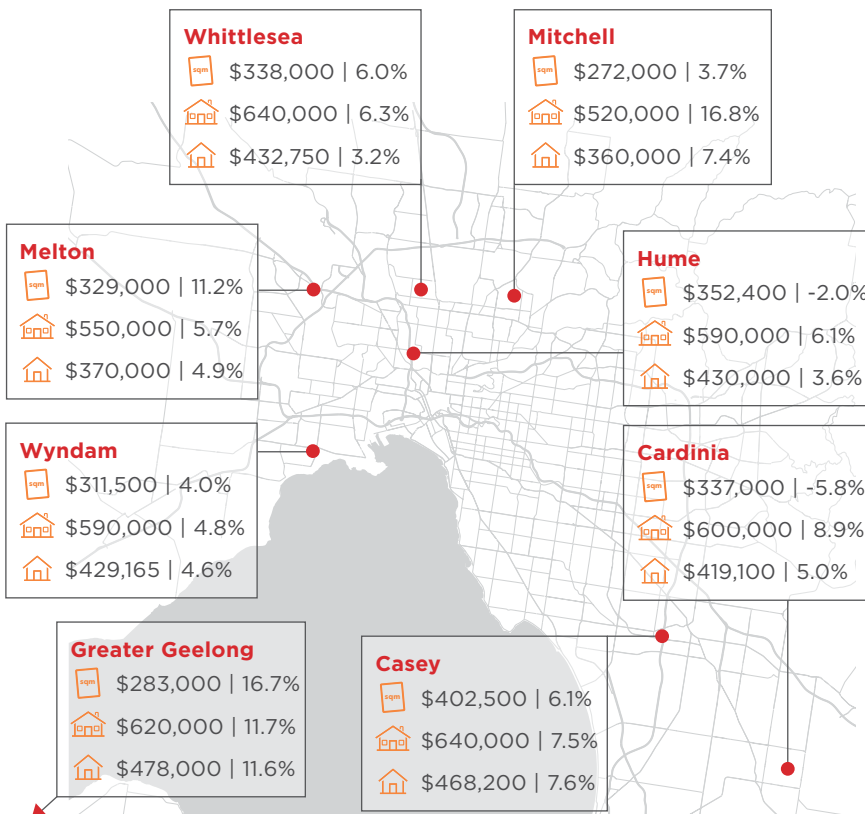 Whittlesea
sqm $338,000 | 6.0%
$640,000 | 6.3%
$432,750 | 3.2%
Mitchell
sqm $272,000 | 3.7%
$520,000 | 16.8%
$360,000 | 7.4%
Melton
sqm $329,000 | 11.2%
$550,000 | 5.7%
$370,000 | 4.9%
Hume
sqm $352,400 | -2.0%
$590,000 | 6.1%
$430,000 | 3.6%
Wyndam
sqm $311,500 | 4.0%
$590,000 | 4.8%
$429,165 | 4.6%
Cardinia
sqm $337,000 | -5.8%
$600,000 | 8.9%
$419,100 | 5.0%
Greater Geelong
sqm $283,000 | 16.7%
$620,000 | 11.7%
$478,000 | 11.6%
Casey
sqm $402,500 | 6.1%
$640,000 | 7.5%
$468,200 | 7.6%